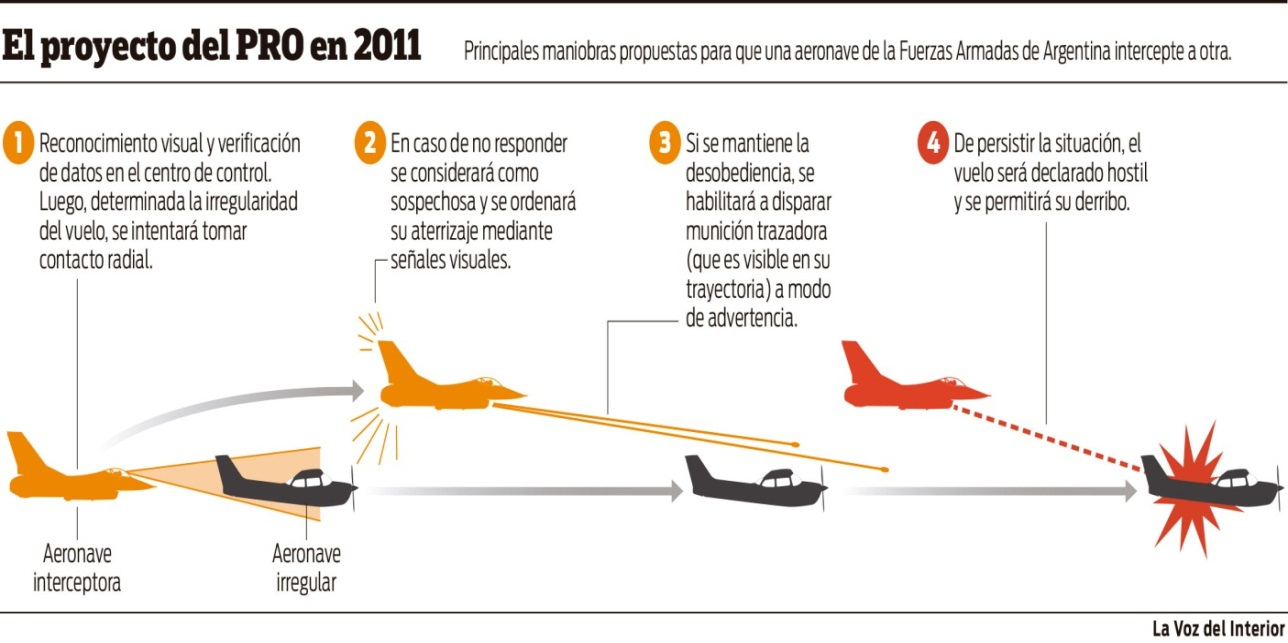 El proyecto del PRO en 2011
Principales maniobras propuestas para que una aeronave de la Fuerzas Armadas de Argentina intercepte a otra.
1
Reconocimiento visual y verificación
de datos en el centro de control.
Luego, determinada la irregularidad
del vuelo, se intentará tomar
contacto radial.
2
En caso de no responder
se considerará como
sospechosa y se ordenará
su aterrizaje mediante
señales visuales.
3
Si se mantiene la
desobediencia, se
habilitará a disparar
munición trazadora
(que es visible en su
trayectoria) a modo
de advertencia.
4
De persistir la situación, el
vuelo será declarado hostil
y se permitirá su derribo.
Aeronave
interceptora
Aeronave
irregular
La Voz del Interior